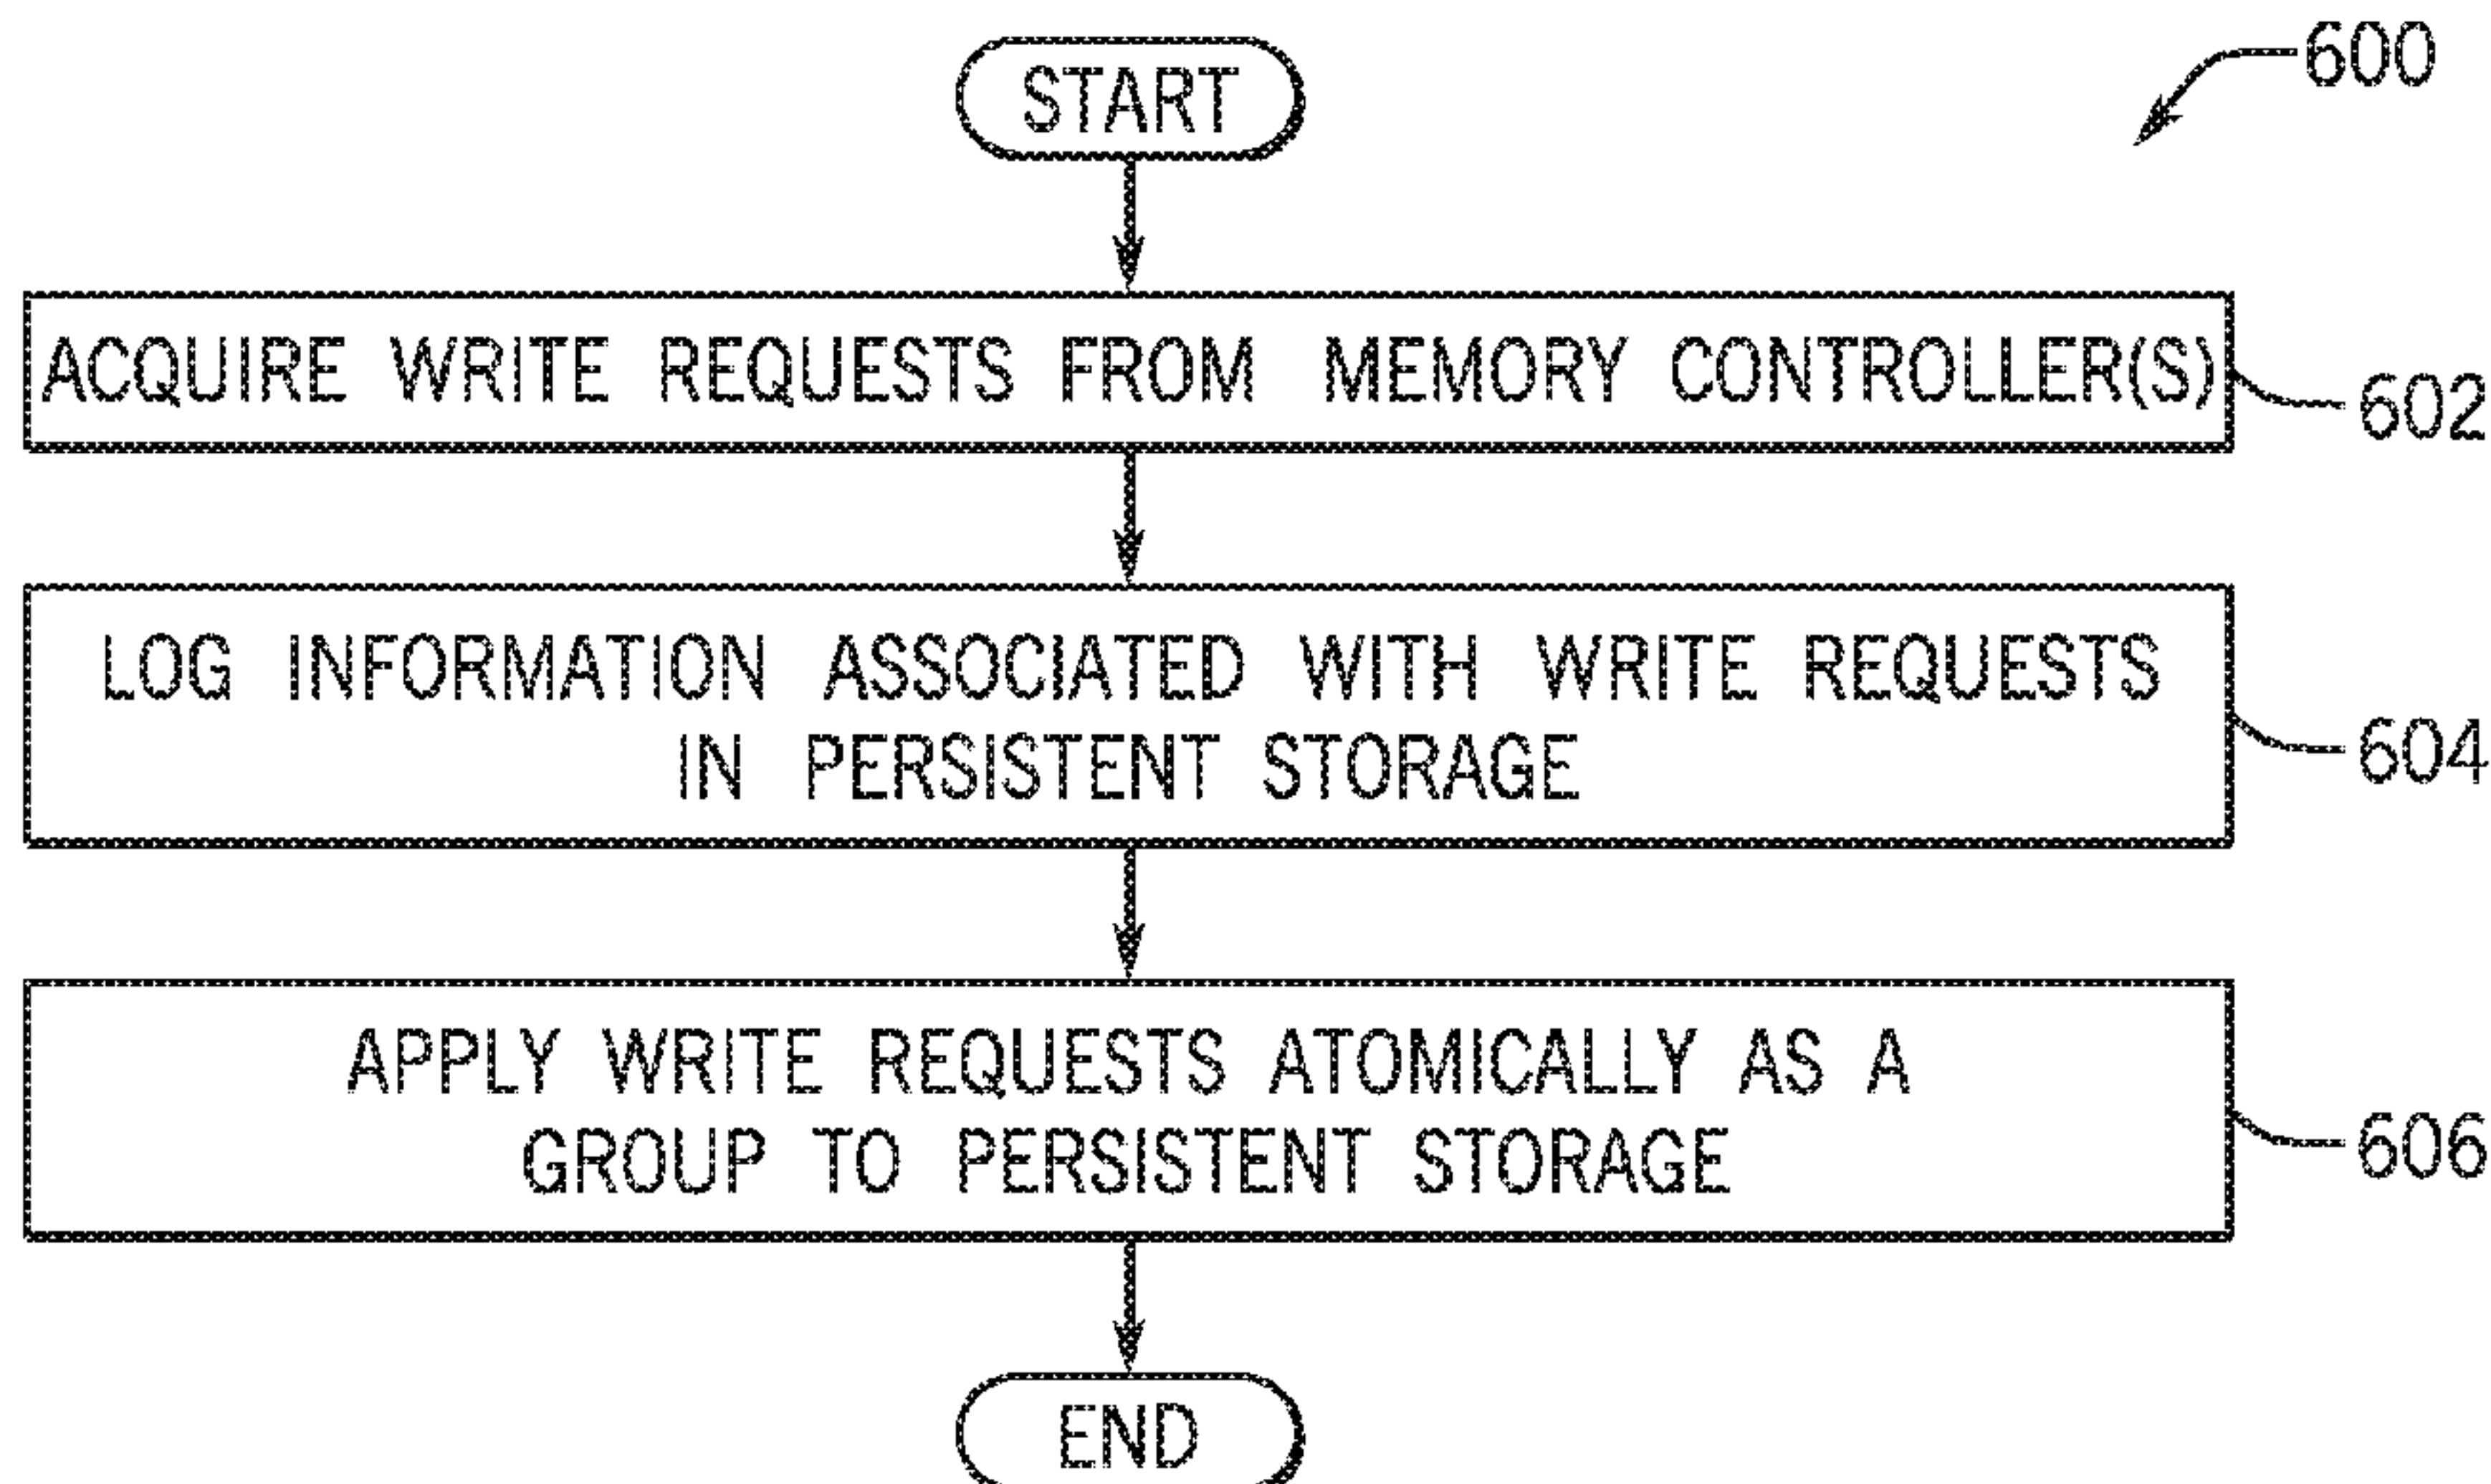 START
600
ACQUIRE WRITE REQUESTS FROM MEMORY CONTROLLER(S)
602
LOG INFORMATION ASSOCIATED WITH WRITE REQUESTS
IN PERSISTENT STORAGE
604
APPLY WRITE REQUESTS ATOMICALLY AS A
GROUP TO PERSISTENT STORAGE
606
END